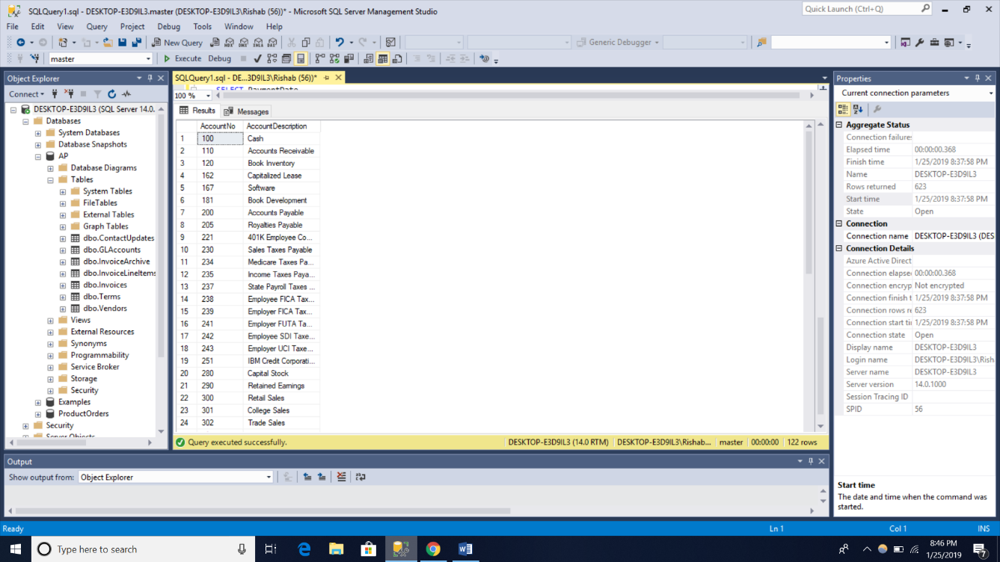 SQLQuery1.sql - DESKTOP-E3D9IL3.master (DESKTOP-E3D9IL3\Rishab (56))* - Microsoft SQL Server Management Studio
Quick Launch (Ctrl+Q)
File Edit View Query Project Debug Tools Window Help
New Query
Generic Debugger
master
Execute Debug
Object Explorer
Connect
DESKTOP-E3D9IL3 (SQL Server 14.0.
Databases
System Databases
Database Snapshots
AP
Database Diagrams
Tables
System Tables
FileTables
External Tables
Graph Tables
dbo.ContactUpdates
dbo.GLAccounts
dbo.InvoiceArchive
dbo.InvoiceLineItems
dbo.Invoices
dbo.Terms
dbo.Vendors
Views
External Resources
Synonyms
Programmability
Service Broker
Storage
Security
Examples
ProductOrders
Security
Server Objects
SQLQuery1.sql - DE...3D9IL3\Rishab (56))*
SELECT PaymentDate
100 %
Results Messages
AccountNo AccountDescription
1 100 Cash
2 110 Accounts Receivable
3 120 Book Inventory
4 162 Capitalized Lease
5 167 Software
6 181 Book Development
7 200 Accounts Payable
8 205 Royalties Payable
9 221 401K Employee Co...
10 230 Sales Taxes Payable
11 234 Medicare Taxes Pa...
12 235 Income Taxes Paya...
13 237 State Payroll Taxes ...
14 238 Employee FICA Tax...
15 239 Employer FICA Tax...
16 241 Employer FUTA Ta...
17 242 Employee SDI Taxe...
18 243 Employer UCI Taxe...
19 251 IBM Credit Corporati...
20 280 Capital Stock
21 290 Retained Earnings
22 300 Retail Sales
23 301 College Sales
24 302 Trade Sales
Query executed successfully.
DESKTOP-E3D9IL3 (14.0 RTM) DESKTOP-E3D9IL3\Rishab... master 00:00:00 122 rows
Properties
Current connection parameters
Aggregate Status
Connection failures
Elapsed time 00:00:00.368
Finish time 1/25/2019 8:37:58 PM
Name DESKTOP-E3D9IL3
Rows returned 623
Start time 1/25/2019 8:37:58 PM
State Open
Connection
Connection name DESKTOP-E3D9IL3 (DES
Connection Details
Azure Active Direct
Connection elapse 00:00:00.368
Connection encryp Not encrypted
Connection finish t 1/25/2019 8:37:58 PM
Connection rows re 623
Connection start ti 1/25/2019 8:37:58 PM
Connection state Open
Display name DESKTOP-E3D9IL3
Login name DESKTOP-E3D9IL3\Risha
Server name DESKTOP-E3D9IL3
Server version 14.0.1000
Session Tracing ID
SPID 56
Start time
The date and time when the command was
started.
Output
Show output from: Object Explorer
Ready Ln 1 Col 1 INS
Type here to search
8:46 PM
1/25/2019
7